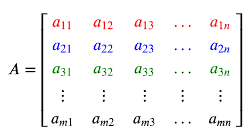 a₁₁ a₁₂ a₁₃ … a₁ₙ
a₂₁ a₂₂ a₂₃ … a₂ₙ
A = a₃₁ a₃₂ a₃₃ … a₃ₙ
⋮ ⋮ ⋮ ⋮ ⋮
aₘ₁ aₘ₂ aₘ₃ … aₘₙ